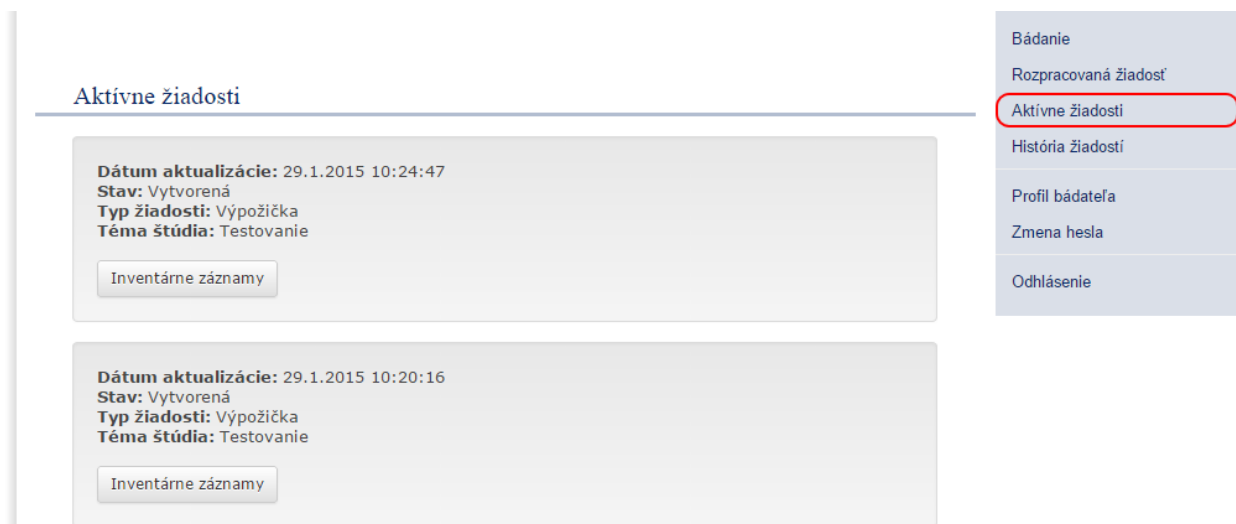 Aktívne žiadosti
Dátum aktualizácie: 29.1.2015 10:24:47
Stav: Vytvorená
Typ žiadosti: Výpožička
Téma štúdia: Testovanie
Inventárne záznamy
Dátum aktualizácie: 29.1.2015 10:20:16
Stav: Vytvorená
Typ žiadosti: Výpožička
Téma štúdia: Testovanie
Inventárne záznamy
Bádanie
Rozpracovaná žiadosť
Aktívne žiadosti
História žiadostí
Profil bádateľa
Zmena hesla
Odhlásenie